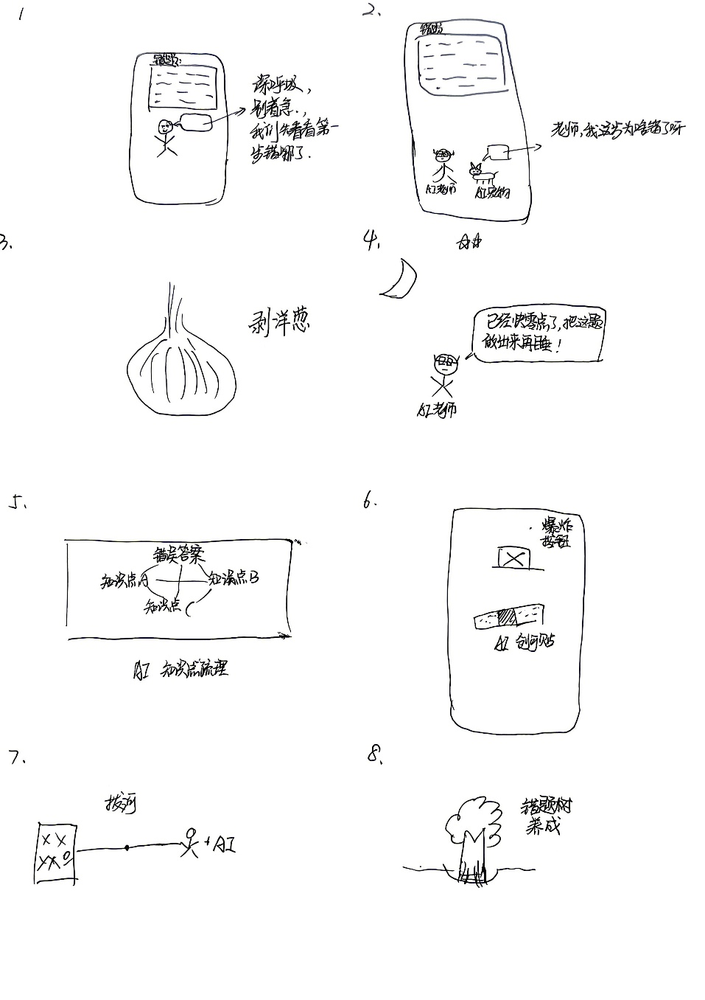 1
错题:
深呼吸,
别着急.,
我们先看看第一
步错哪了.
2.
错题
老师,我这步为啥错了呀
AI老师
AI宠物
3.
剥洋葱
4.
已经快零点了,把这题
做出来再睡!
AI老师
5.
错误答案
知识点A
知识点B
知识点C
AI 知识点梳理
6.
爆炸
按钮
AI 创可贴
7.
拔河
+AI
8.
错题树
养成